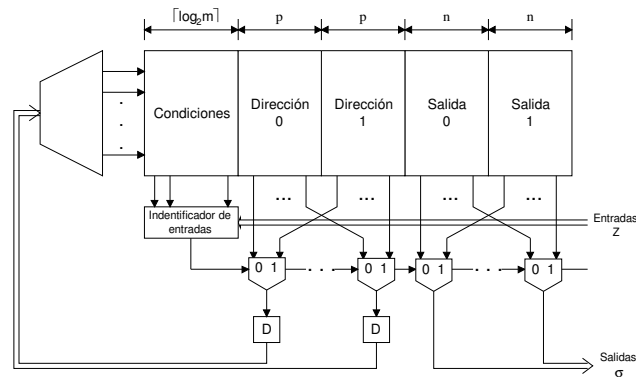 ⌈log₂m⌉ p p n n
Condiciones
Dirección
0
Dirección
1
Salida
0
Salida
1
... ... ... ...
Indentificador de
entradas
Entradas
Z
0 1 ... 0 1 0 1 ... 0 1
D D
Salidas
σ